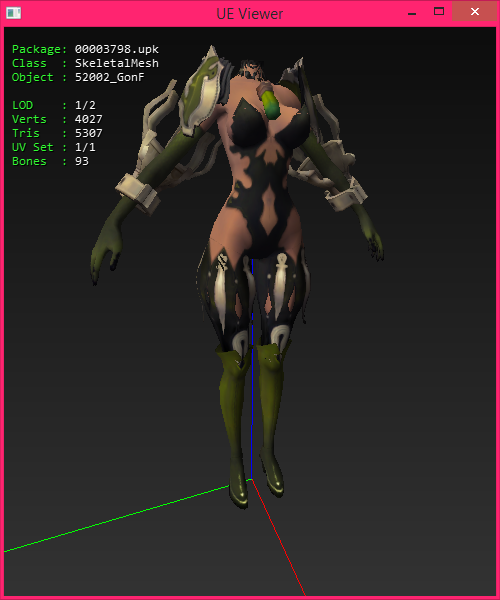 UE Viewer
Package: 00003798.upk
Class : SkeletalMesh
Object : 52002_GonF
LOD : 1/2
Verts : 4027
Tris : 5307
UV Set : 1/1
Bones : 93